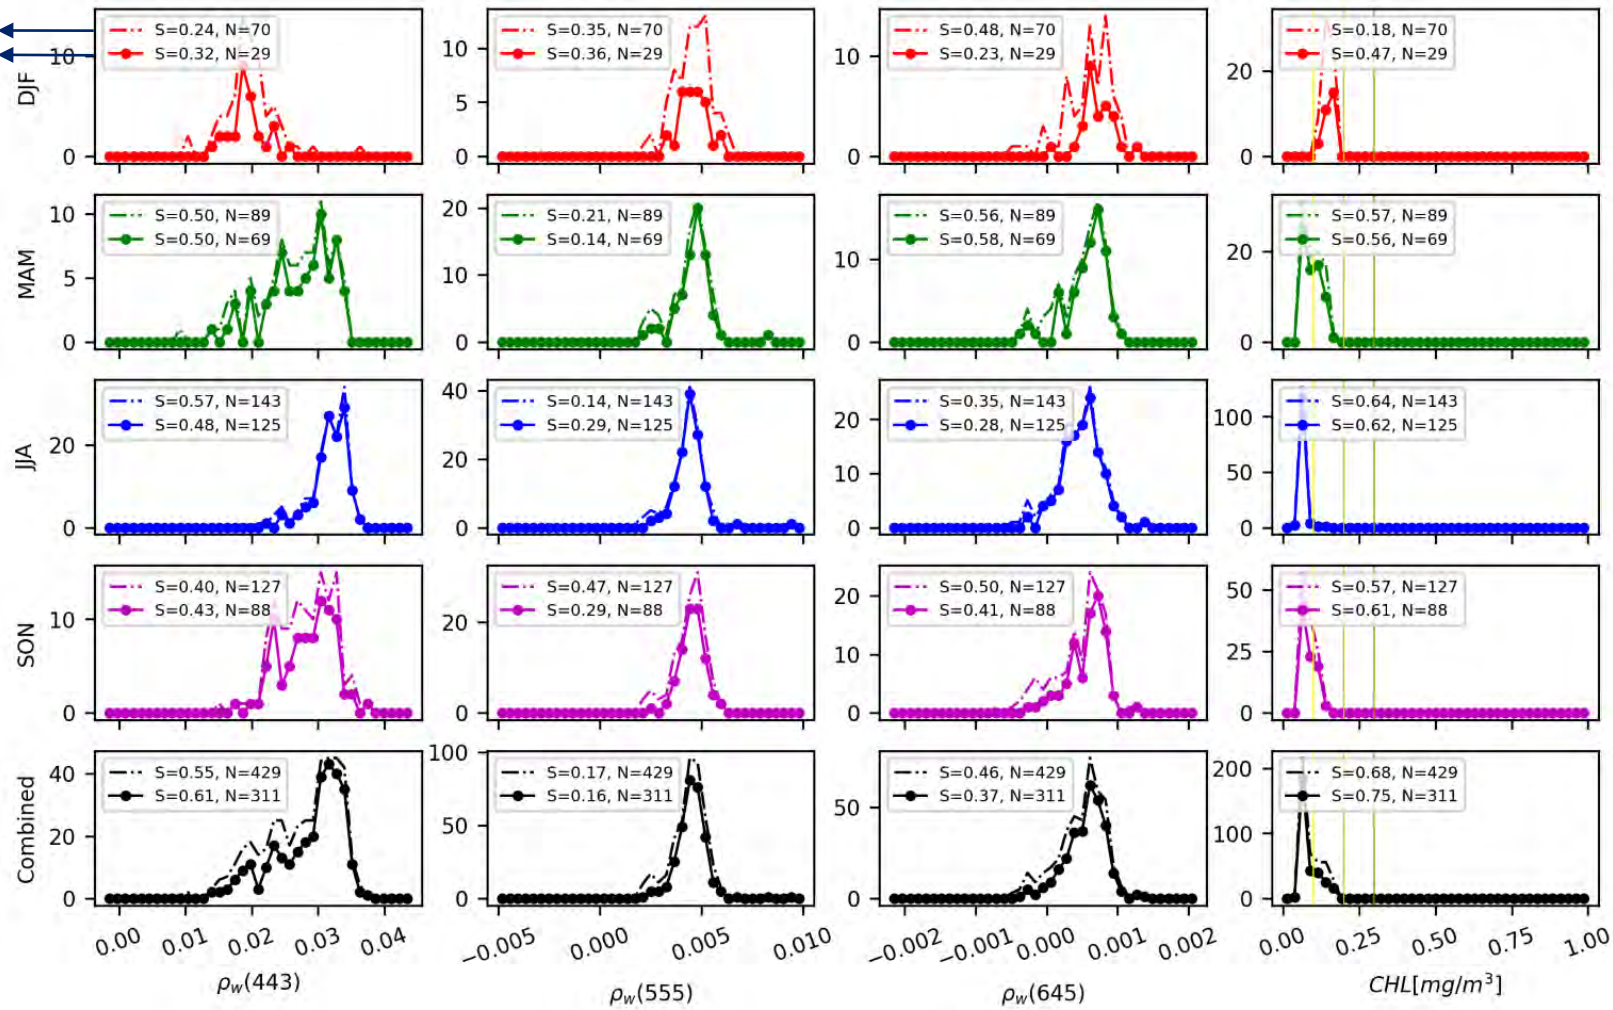 DJF
S=0.24, N=70
S=0.32, N=29
10
0
S=0.35, N=70
S=0.36, N=29
10
5
0
S=0.48, N=70
S=0.23, N=29
10
0
S=0.18, N=70
S=0.47, N=29
20
0
MAM
S=0.50, N=89
S=0.50, N=69
10
5
0
S=0.21, N=89
S=0.14, N=69
20
10
0
S=0.56, N=89
S=0.58, N=69
10
0
S=0.57, N=89
S=0.56, N=69
20
0
JJA
S=0.57, N=143
S=0.48, N=125
20
0
S=0.14, N=143
S=0.29, N=125
40
20
0
S=0.35, N=143
S=0.28, N=125
20
10
0
S=0.64, N=143
S=0.62, N=125
100
50
0
SON
S=0.40, N=127
S=0.43, N=88
10
0
S=0.47, N=127
S=0.29, N=88
20
0
S=0.50, N=127
S=0.41, N=88
20
10
0
S=0.57, N=127
S=0.61, N=88
50
25
0
Combined
S=0.55, N=429
S=0.61, N=311
40
20
0
S=0.17, N=429
S=0.16, N=311
100
50
0
S=0.46, N=429
S=0.37, N=311
50
0
S=0.68, N=429
S=0.75, N=311
200
100
0
0.00 0.01 0.02 0.03 0.04
−0.005 0.000 0.005 0.010
−0.002 −0.001 0.000 0.001 0.002
0.00 0.25 0.50 0.75 1.00
ρw(443)
ρw(555)
ρw(645)
CHL[mg/m³]